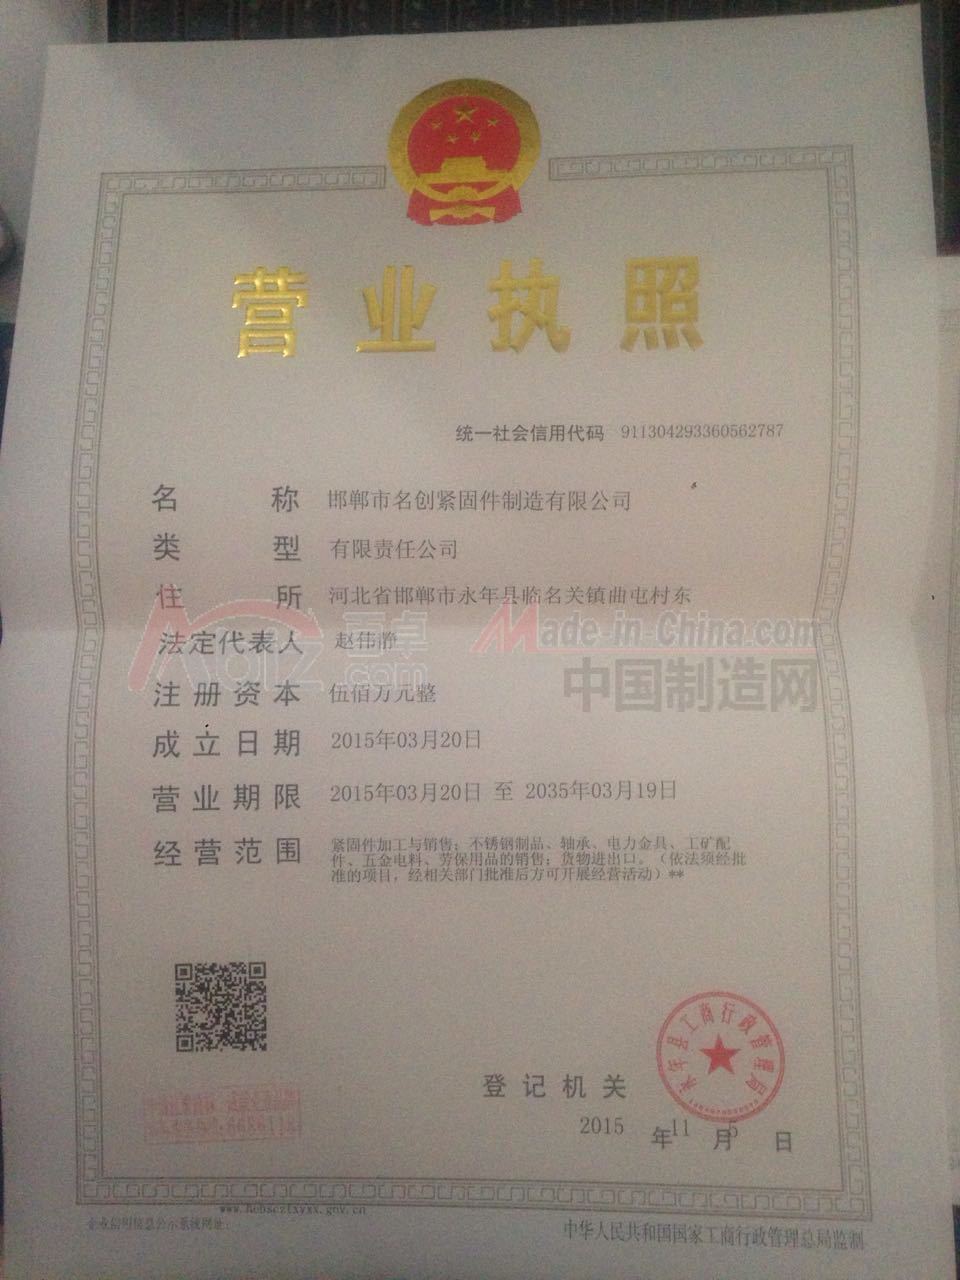 营业执照
统一社会信用代码 911304293360562787
名称 邯郸市名创紧固件制造有限公司
类型 有限责任公司
住所 河北省邯郸市永年县临名关镇曲屯村东
法定代表人 赵伟静
注册资本 伍佰万元整
成立日期 2015年03月20日
营业期限 2015年03月20日 至 2035年03月19日
经营范围 紧固件加工与销售；不锈钢制品、轴承、电力金具、工矿配
件、五金电料、劳保用品的销售；货物进出口。（依法须经批
准的项目，经相关部门批准后方可开展经营活动）**
Made-in-China.com
中国制造网
永年县工商行政管理局
登记机关
2015年11月5日
www.hebscztxyxx.gov.cn
企业信用信息公示系统网址：
中华人民共和国国家工商行政管理总局监制